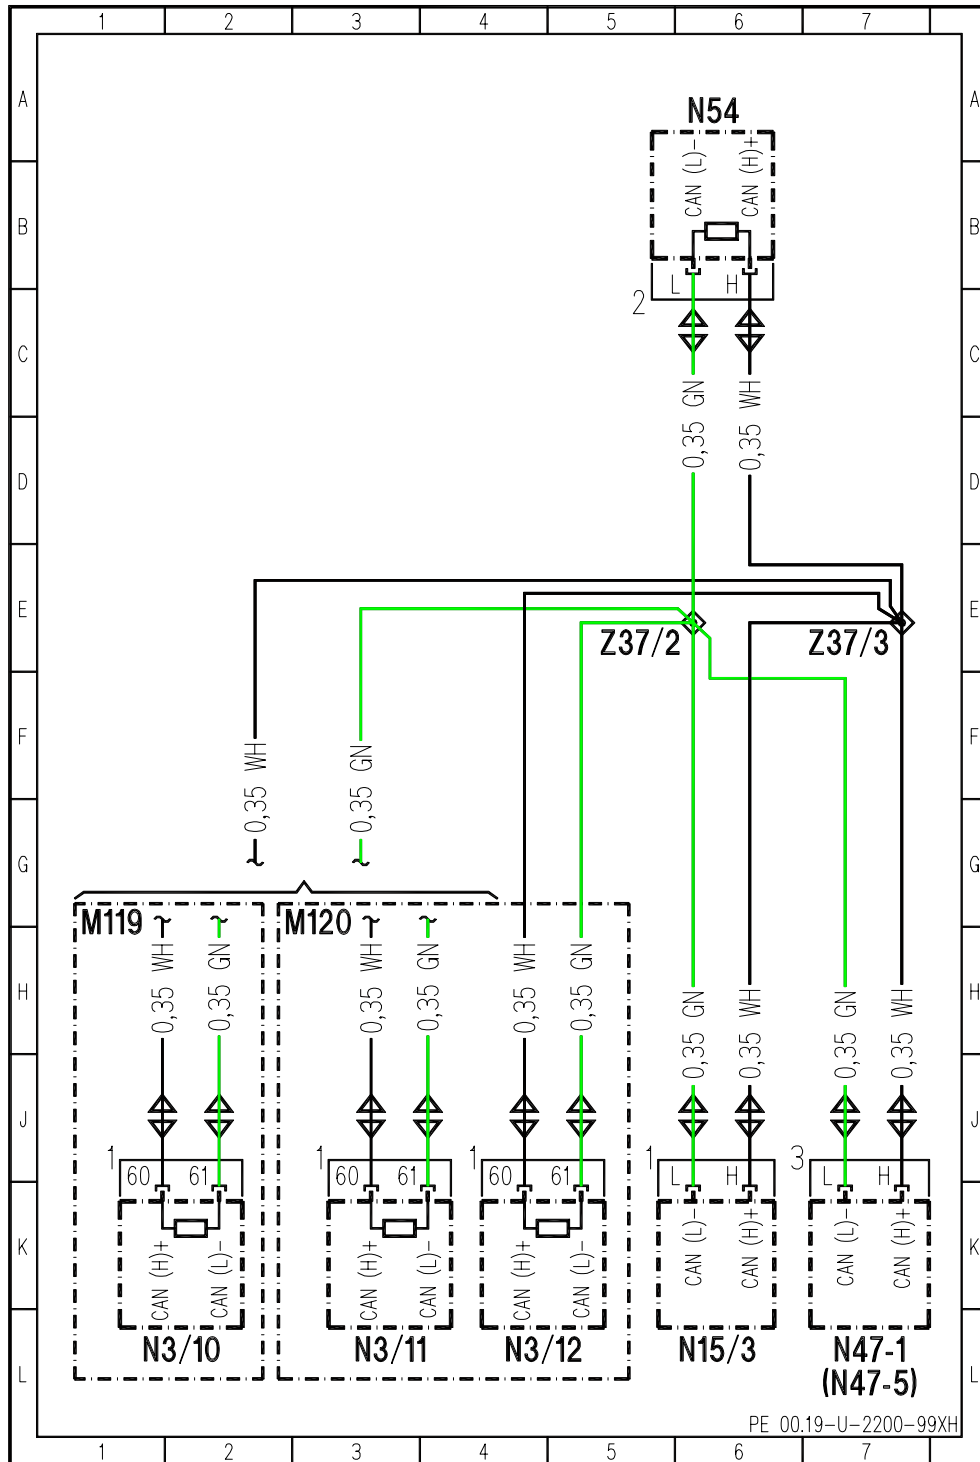 1 2 3 4 5 6 7
A A
N54
CAN (L)-
CAN (H)+
B B
L H
2
C C
0,35 GN
0,35 WH
D D
E E
Z37/2
Z37/3
F F
0,35 WH
0,35 GN
G G
M119
M120
H H
0,35 WH
0,35 GN
0,35 WH
0,35 GN
0,35 WH
0,35 GN
0,35 GN
0,35 WH
0,35 GN
0,35 WH
J J
1 60 61
1 60 61
1 60 61
1 L H
3 L H
K K
CAN (H)+
CAN (L)-
CAN (H)+
CAN (L)-
CAN (H)+
CAN (L)-
CAN (L)-
CAN (H)+
CAN (L)-
CAN (H)+
N3/10
N3/11
N3/12
N15/3
N47-1
(N47-5)
L L
PE 00.19-U-2200-99XH
1 2 3 4 5 6 7